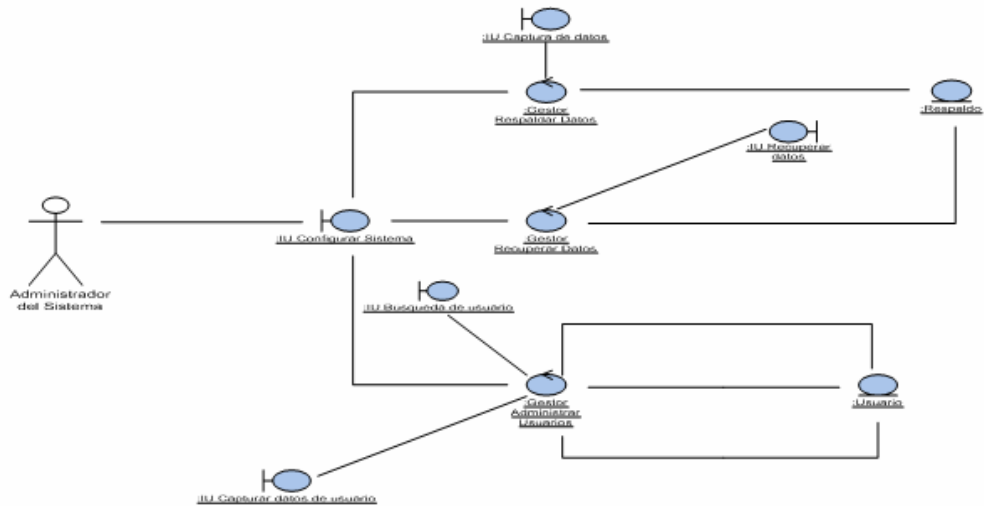 :IU Captura de datos
:Gestor
Respaldar Datos
:Respaldo
:IU Recuperar
datos
:IU Configurar Sistema
:Gestor
Recuperar Datos
Administrador
del Sistema
:IU Busqueda de usuario
:Gestor
Administrar
Usuarios
:Usuario
:IU Capturar datos de usuario